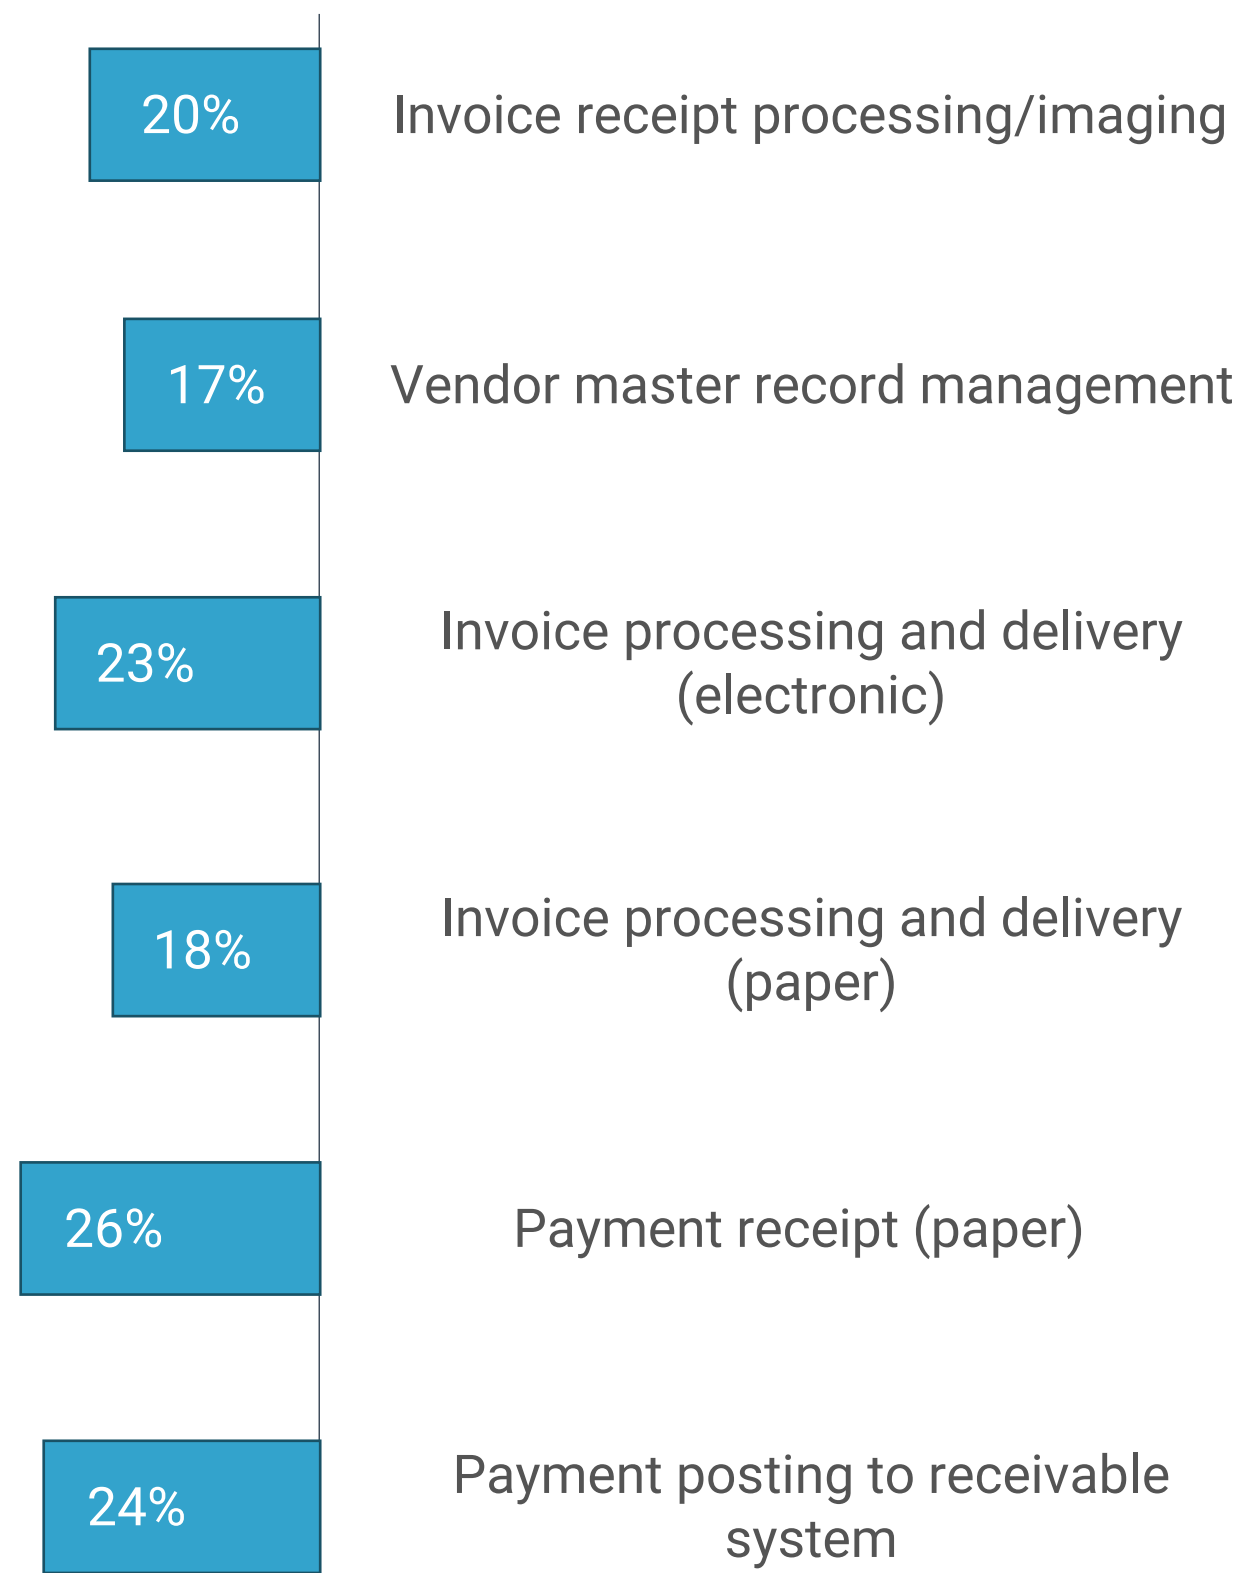 20%
Invoice receipt processing/imaging
17%
Vendor master record management
23%
Invoice processing and delivery
(electronic)
18%
Invoice processing and delivery
(paper)
26%
Payment receipt (paper)
24%
Payment posting to receivable
system